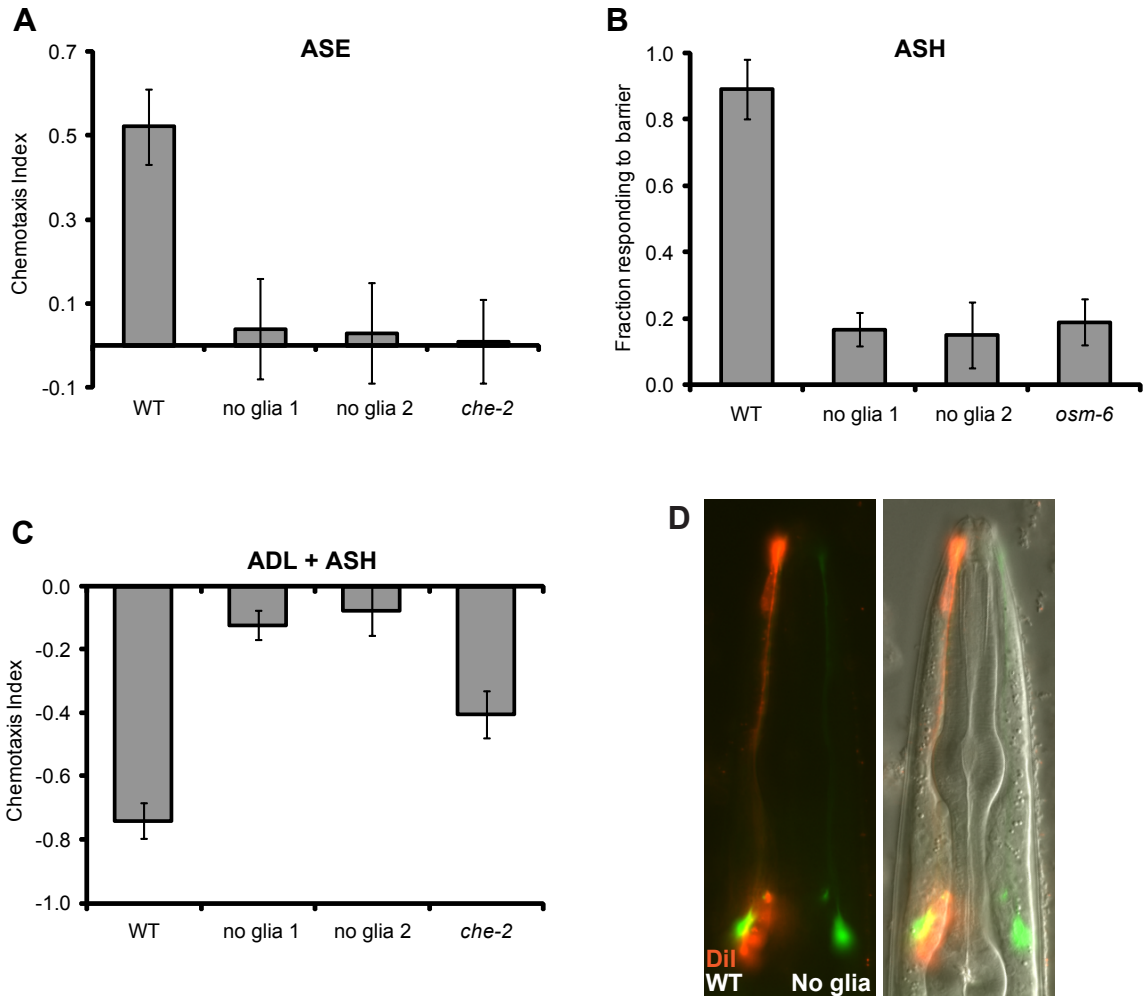 A
ASE
Chemotaxis Index
0.7
0.5
0.3
0.1
-0.1
WT no glia 1 no glia 2 che-2
B
ASH
Fraction responding to barrier
1.0
0.8
0.6
0.4
0.2
0.0
WT no glia 1 no glia 2 osm-6
C
ADL + ASH
Chemotaxis Index
0.0
-0.2
-0.4
-0.6
-0.8
-1.0
WT no glia 1 no glia 2 che-2
D
DiI
WT No glia